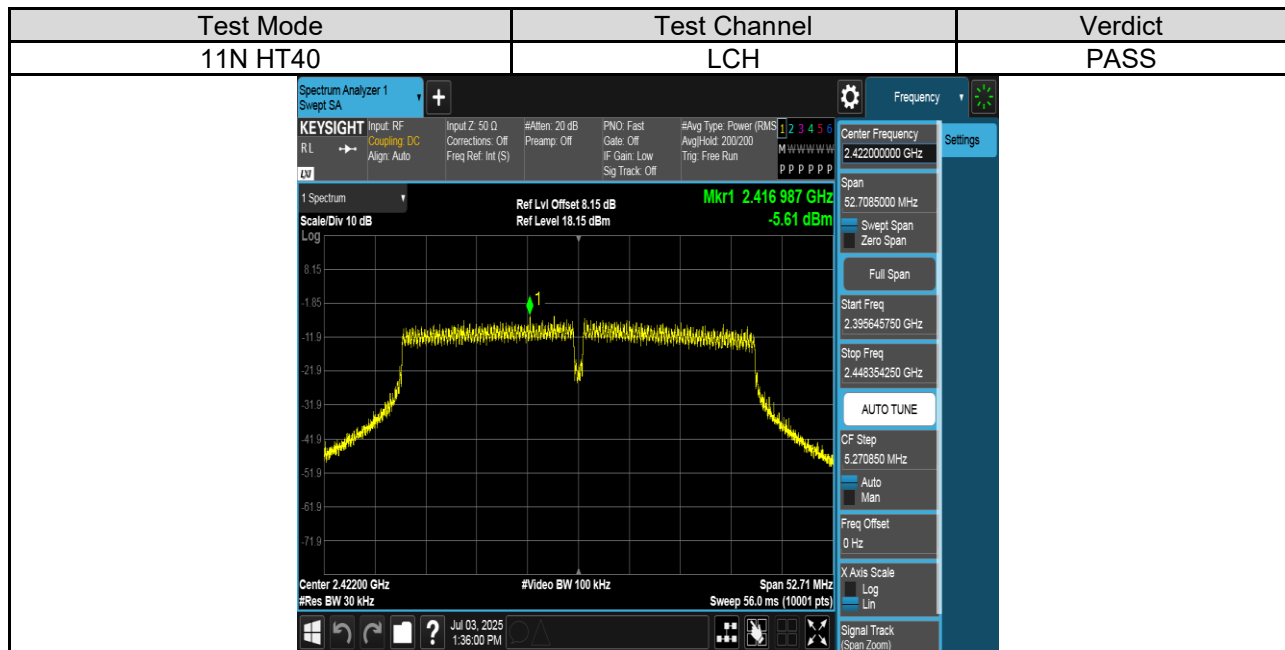 Test Mode Test Channel Verdict
11N HT40 LCH PASS
Spectrum Analyzer 1
Swept SA
+
Frequency
KEYSIGHT
RL
LXI
Input: RF
Coupling: DC
Align: Auto
Input Z: 50 Ω
Corrections: Off
Freq Ref: Int (S)
#Atten: 20 dB
Preamp: Off
PNO: Fast
Gate: Off
IF Gain: Low
Sig Track: Off
#Avg Type: Power (RMS
Avg|Hold: 200/200
Trig: Free Run
1 2 3 4 5 6
M W W W W W
P P P P P P
1 Spectrum
Scale/Div 10 dB
Ref Lvl Offset 8.15 dB
Ref Level 18.15 dBm
Mkr1 2.416 987 GHz
-5.61 dBm
Log
8.15
-1.85
-11.9
-21.9
-31.9
-41.9
-51.9
-61.9
-71.9
1
Center 2.42200 GHz
#Res BW 30 kHz
#Video BW 100 kHz
Span 52.71 MHz
Sweep 56.0 ms (10001 pts)
?
Jul 03, 2025
1:36:00 PM
Center Frequency
2.422000000 GHz
Settings
Span
52.7085000 MHz
Swept Span
Zero Span
Full Span
Start Freq
2.395645750 GHz
Stop Freq
2.448354250 GHz
AUTO TUNE
CF Step
5.270850 MHz
Auto
Man
Freq Offset
0 Hz
X Axis Scale
Log
Lin
Signal Track
(Span Zoom)